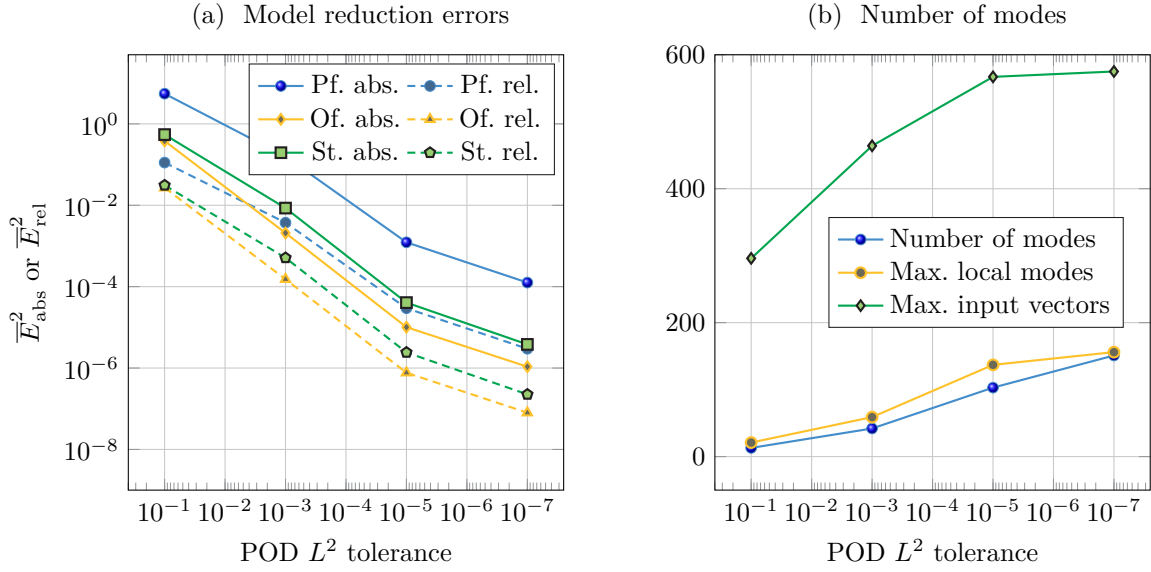 (a) Model reduction errors
10^0
10^−2
10^−4
10^−6
10^−8
10^−1 10^−2 10^−3 10^−4 10^−5 10^−6 10^−7
POD L^2 tolerance
\overline{E}^2_abs or \overline{E}^2_rel
Pf. abs. Pf. rel.
Of. abs. Of. rel.
St. abs. St. rel.
(b) Number of modes
600
400
200
0
10^−1 10^−2 10^−3 10^−4 10^−5 10^−6 10^−7
POD L^2 tolerance
Number of modes
Max. local modes
Max. input vectors